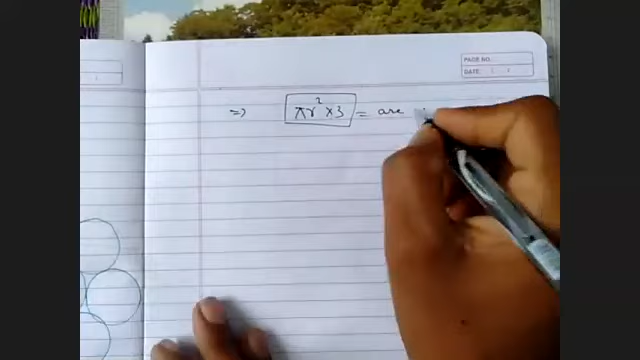 PAGE NO.:
DATE: / /
=> πr² × 3 = are